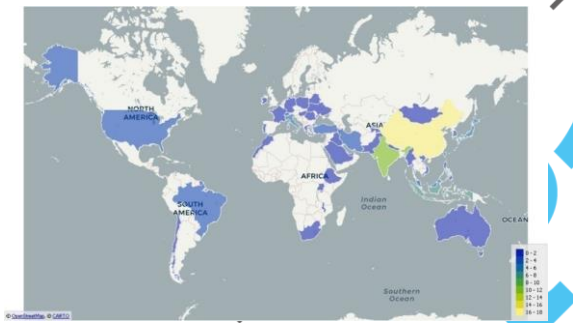 NORTH
AMERICA
ASIA
AFRICA
SOUTH
AMERICA
Indian
Ocean
OCEAN
Southern
Ocean
0 - 2
2 - 4
4 - 6
6 - 8
8 - 10
10 - 12
12 - 14
14 - 16
16 - 18
© OpenStreetMap, © CARTO